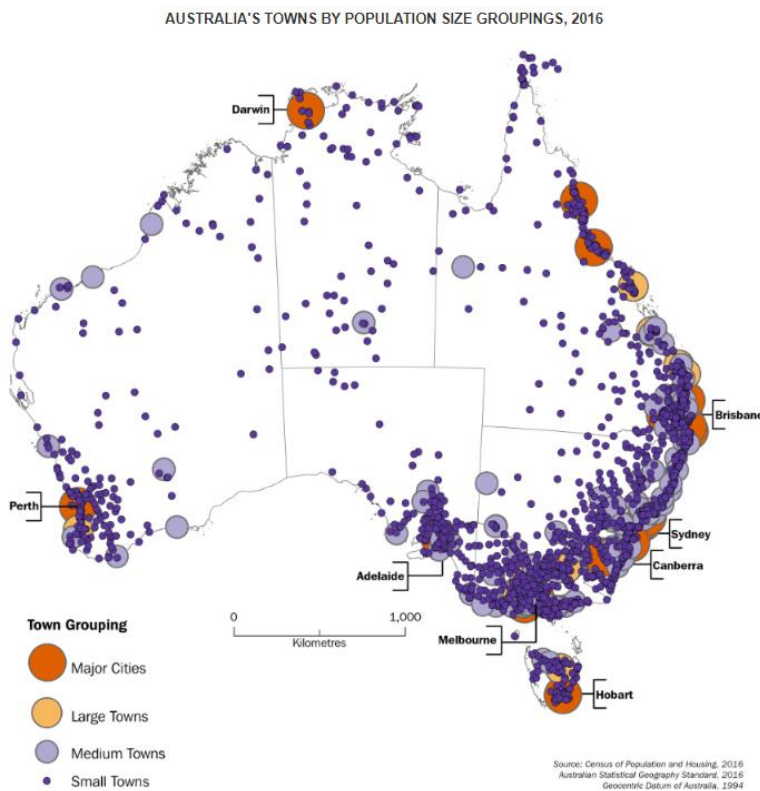 AUSTRALIA'S TOWNS BY POPULATION SIZE GROUPINGS, 2016
Darwin
Brisbane
Perth
Sydney
Canberra
Adelaide
Melbourne
Hobart
0 1,000
Kilometres
Town Grouping
Major Cities
Large Towns
Medium Towns
Small Towns
Source: Census of Population and Housing, 2016
Australian Statistical Geography Standard, 2016
Geocentric Datum of Australia, 1994